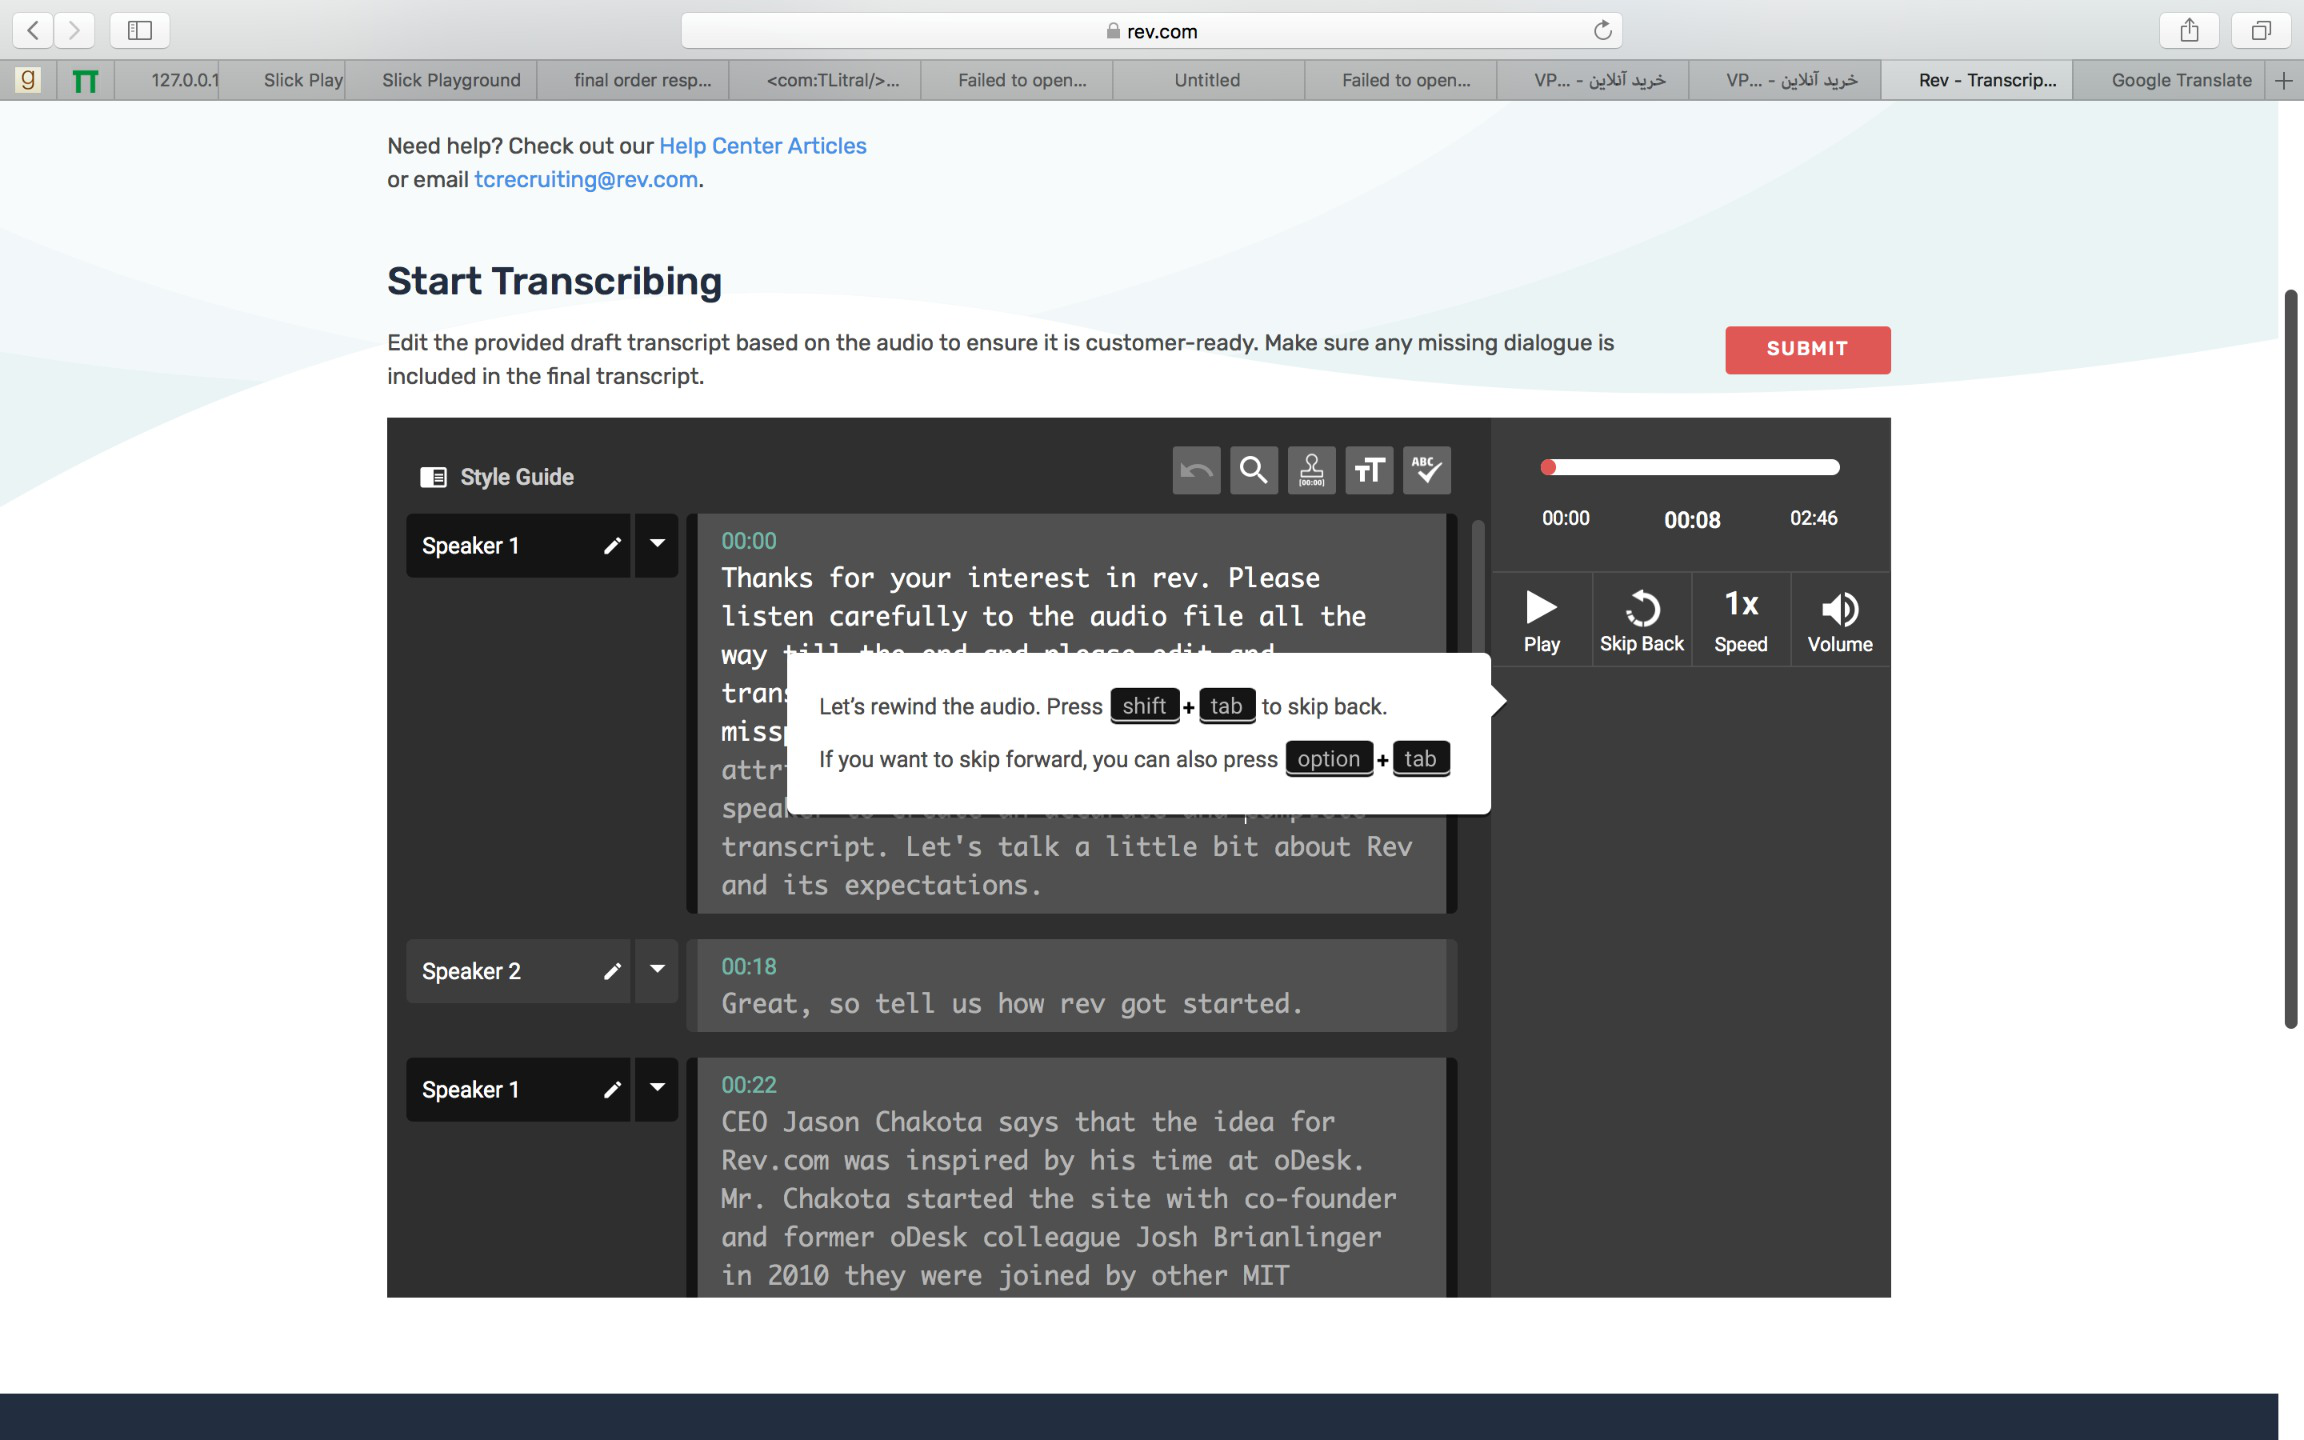 rev.com
g
TT
127.0.0.1
Slick Play
Slick Playground
final order resp...
<com:TLitral/>...
Failed to open...
Untitled
Failed to open...
خرید آنلاین - VP...
خرید آنلاین - VP...
Rev - Transcrip...
Google Translate
Need help? Check out our Help Center Articles
or email tcrecruiting@rev.com.
Start Transcribing
Edit the provided draft transcript based on the audio to ensure it is customer-ready. Make sure any missing dialogue is
included in the final transcript.
SUBMIT
Style Guide
[00:00]
TT
ABC
00:00
00:08
02:46
Play
Skip Back
1x
Speed
Volume
Speaker 1
00:00
Thanks for your interest in rev. Please
listen carefully to the audio file all the
way till the end and please edit and
Let's rewind the audio. Press shift + tab to skip back.
If you want to skip forward, you can also press option + tab
transcript. Let's talk a little bit about Rev
and its expectations.
Speaker 2
00:18
Great, so tell us how rev got started.
Speaker 1
00:22
CEO Jason Chakota says that the idea for
Rev.com was inspired by his time at oDesk.
Mr. Chakota started the site with co-founder
and former oDesk colleague Josh Brianlinger
in 2010 they were joined by other MIT